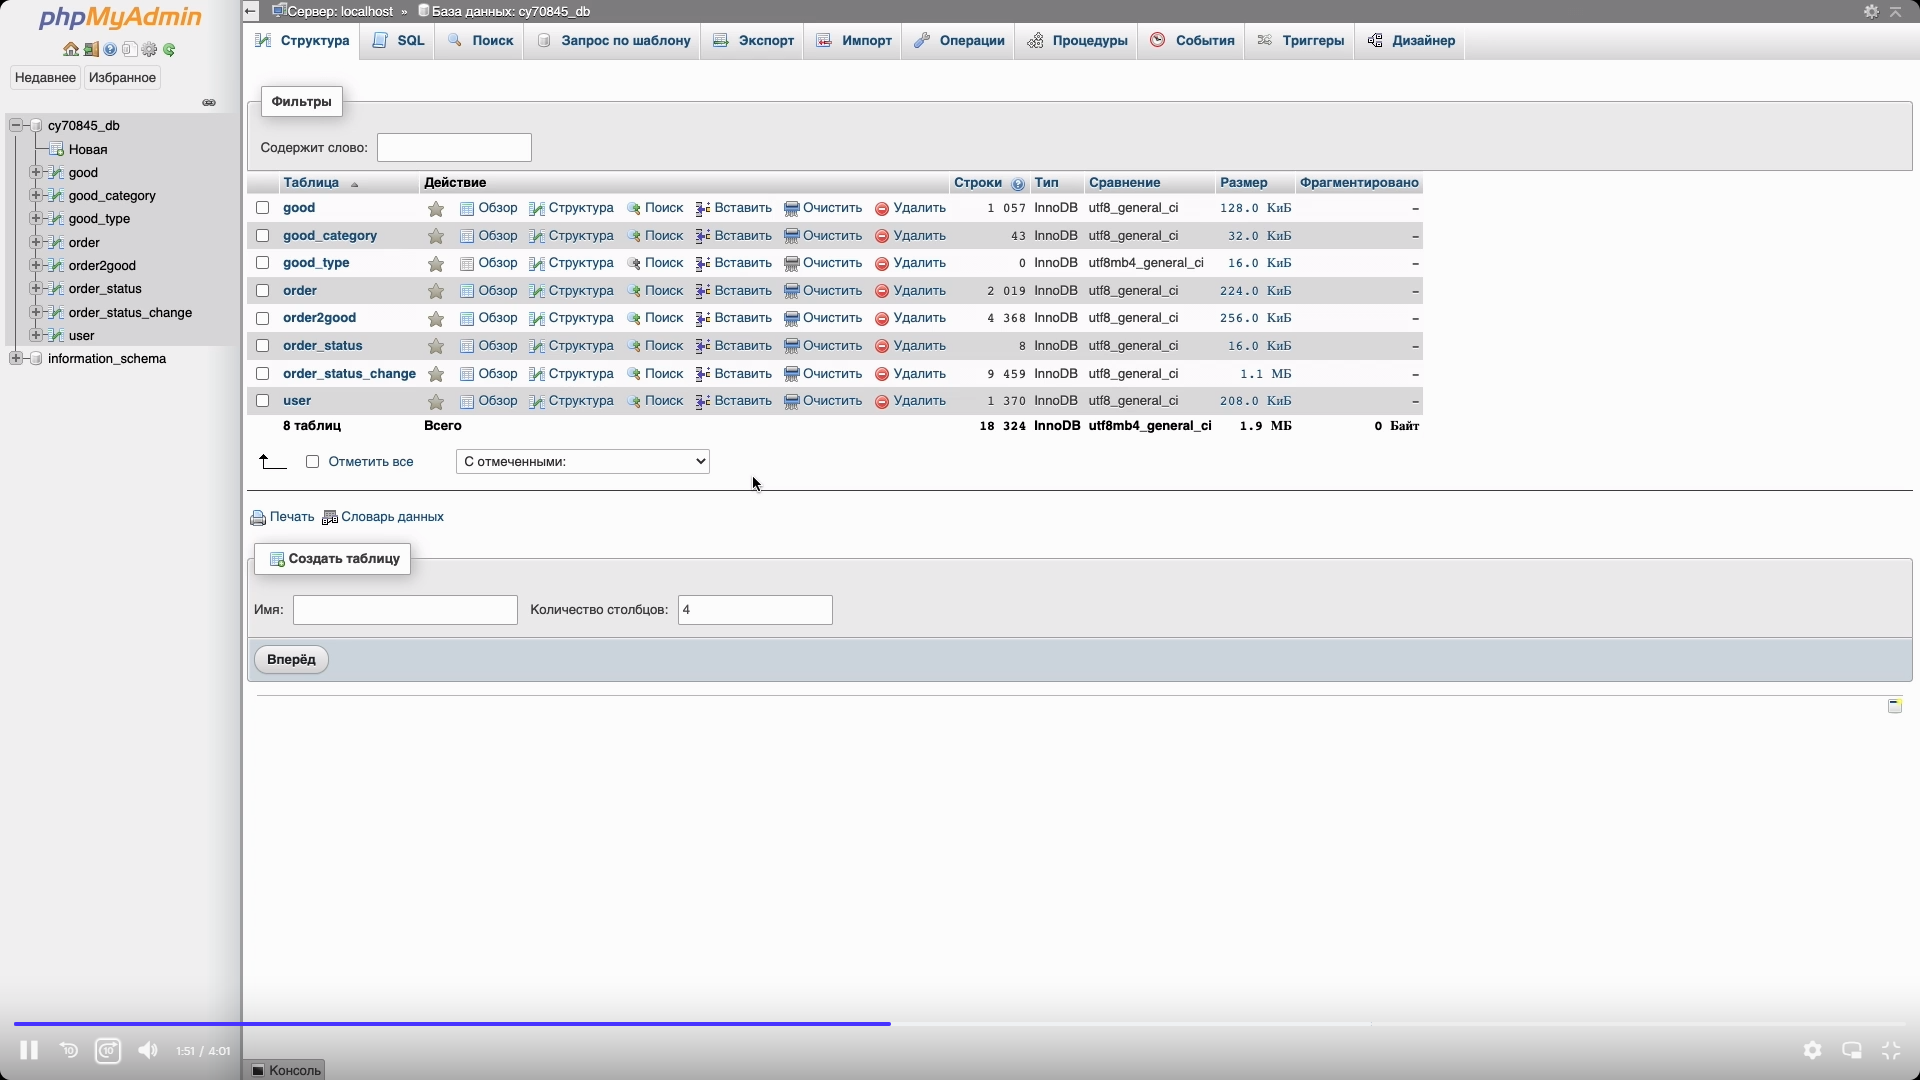 phpMyAdmin
Недавнее Избранное
cy70845_db
Новая
good
good_category
good_type
order
order2good
order_status
order_status_change
user
information_schema
Сервер: localhost » База данных: cy70845_db
Структура SQL Поиск Запрос по шаблону Экспорт Импорт Операции Процедуры События Триггеры Дизайнер
Фильтры
Содержит слово:
Таблица Действие Строки Тип Сравнение Размер Фрагментировано
good Обзор Структура Поиск Вставить Очистить Удалить 1 057 InnoDB utf8_general_ci 128.0 КиБ -
good_category Обзор Структура Поиск Вставить Очистить Удалить 43 InnoDB utf8_general_ci 32.0 КиБ -
good_type Обзор Структура Поиск Вставить Очистить Удалить 0 InnoDB utf8mb4_general_ci 16.0 КиБ -
order Обзор Структура Поиск Вставить Очистить Удалить 2 019 InnoDB utf8_general_ci 224.0 КиБ -
order2good Обзор Структура Поиск Вставить Очистить Удалить 4 368 InnoDB utf8_general_ci 256.0 КиБ -
order_status Обзор Структура Поиск Вставить Очистить Удалить 8 InnoDB utf8_general_ci 16.0 КиБ -
order_status_change Обзор Структура Поиск Вставить Очистить Удалить 9 459 InnoDB utf8_general_ci 1.1 МБ -
user Обзор Структура Поиск Вставить Очистить Удалить 1 370 InnoDB utf8_general_ci 208.0 КиБ -
8 таблиц Всего 18 324 InnoDB utf8mb4_general_ci 1.9 МБ 0 Байт
Отметить все С отмеченными:
Печать Словарь данных
Создать таблицу
Имя: Количество столбцов: 4
Вперёд
10 10 1:51 / 4:01
Консоль